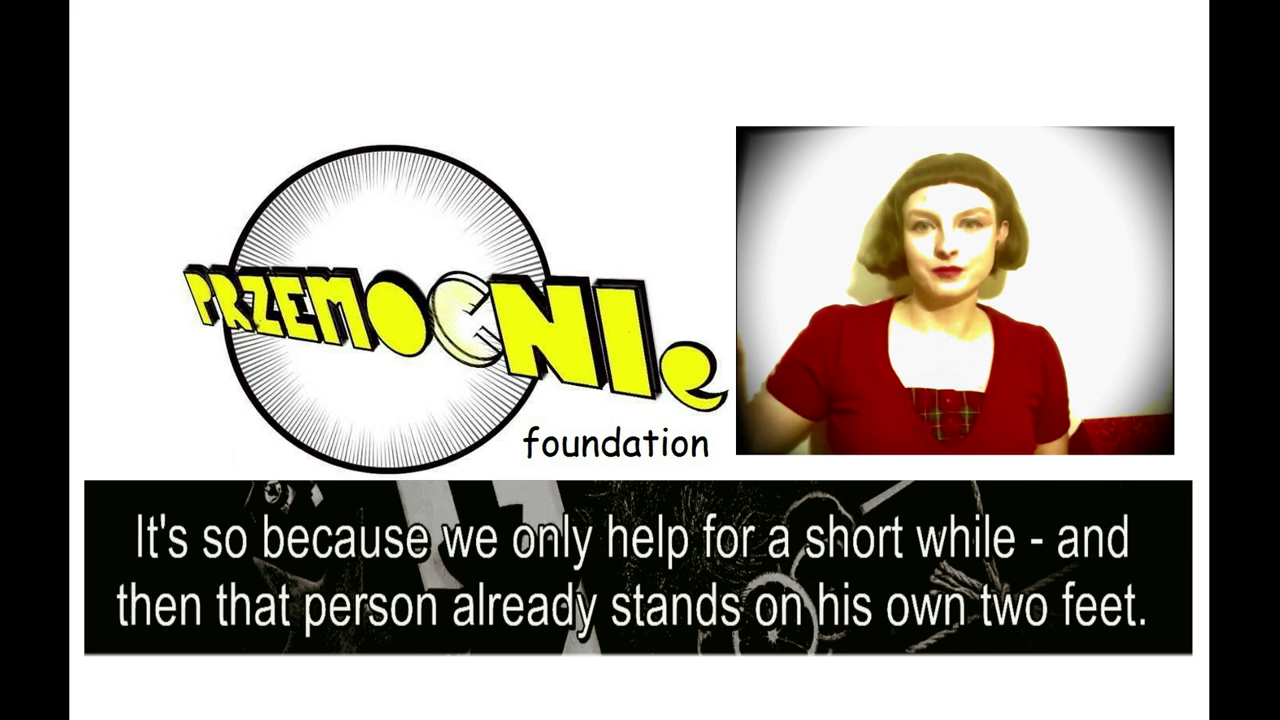 PRZEMOCNIe
foundation
It's so because we only help for a short while - and
then that person already stands on his own two feet.